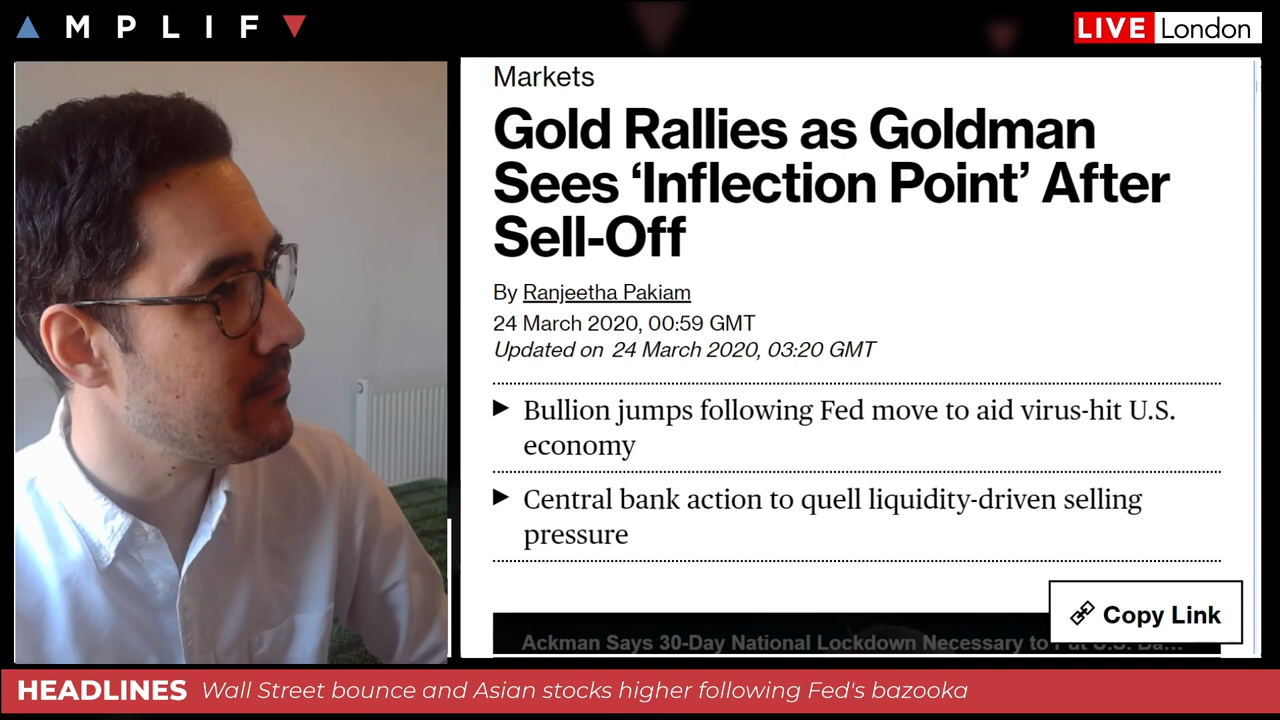 ▲ M P L I F ▼
LIVE London
Markets
Gold Rallies as Goldman
Sees ‘Inflection Point’ After
Sell-Off
By Ranjeetha Pakiam
24 March 2020, 00:59 GMT
Updated on 24 March 2020, 03:20 GMT
▶ Bullion jumps following Fed move to aid virus-hit U.S.
economy
▶ Central bank action to quell liquidity-driven selling
pressure
Copy Link
Ackman Says 30-Day National Lockdown Necessary to Put U.S. Ba...
HEADLINES Wall Street bounce and Asian stocks higher following Fed's bazooka